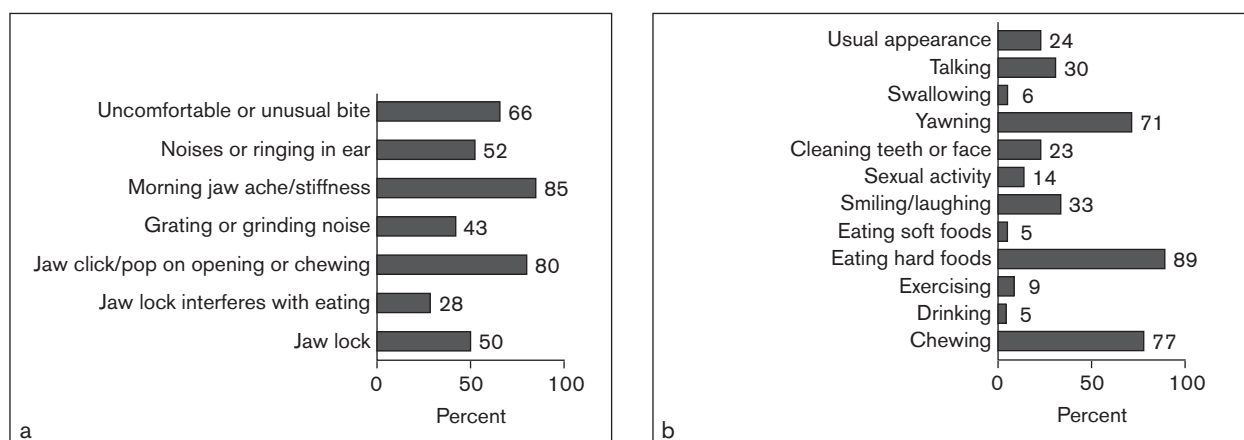 Uncomfortable or unusual bite 66
Noises or ringing in ear 52
Morning jaw ache/stiffness 85
Grating or grinding noise 43
Jaw click/pop on opening or chewing 80
Jaw lock interferes with eating 28
Jaw lock 50
0 50 100
Percent
a
Usual appearance 24
Talking 30
Swallowing 6
Yawning 71
Cleaning teeth or face 23
Sexual activity 14
Smiling/laughing 33
Eating soft foods 5
Eating hard foods 89
Exercising 9
Drinking 5
Chewing 77
0 50 100
Percent
b